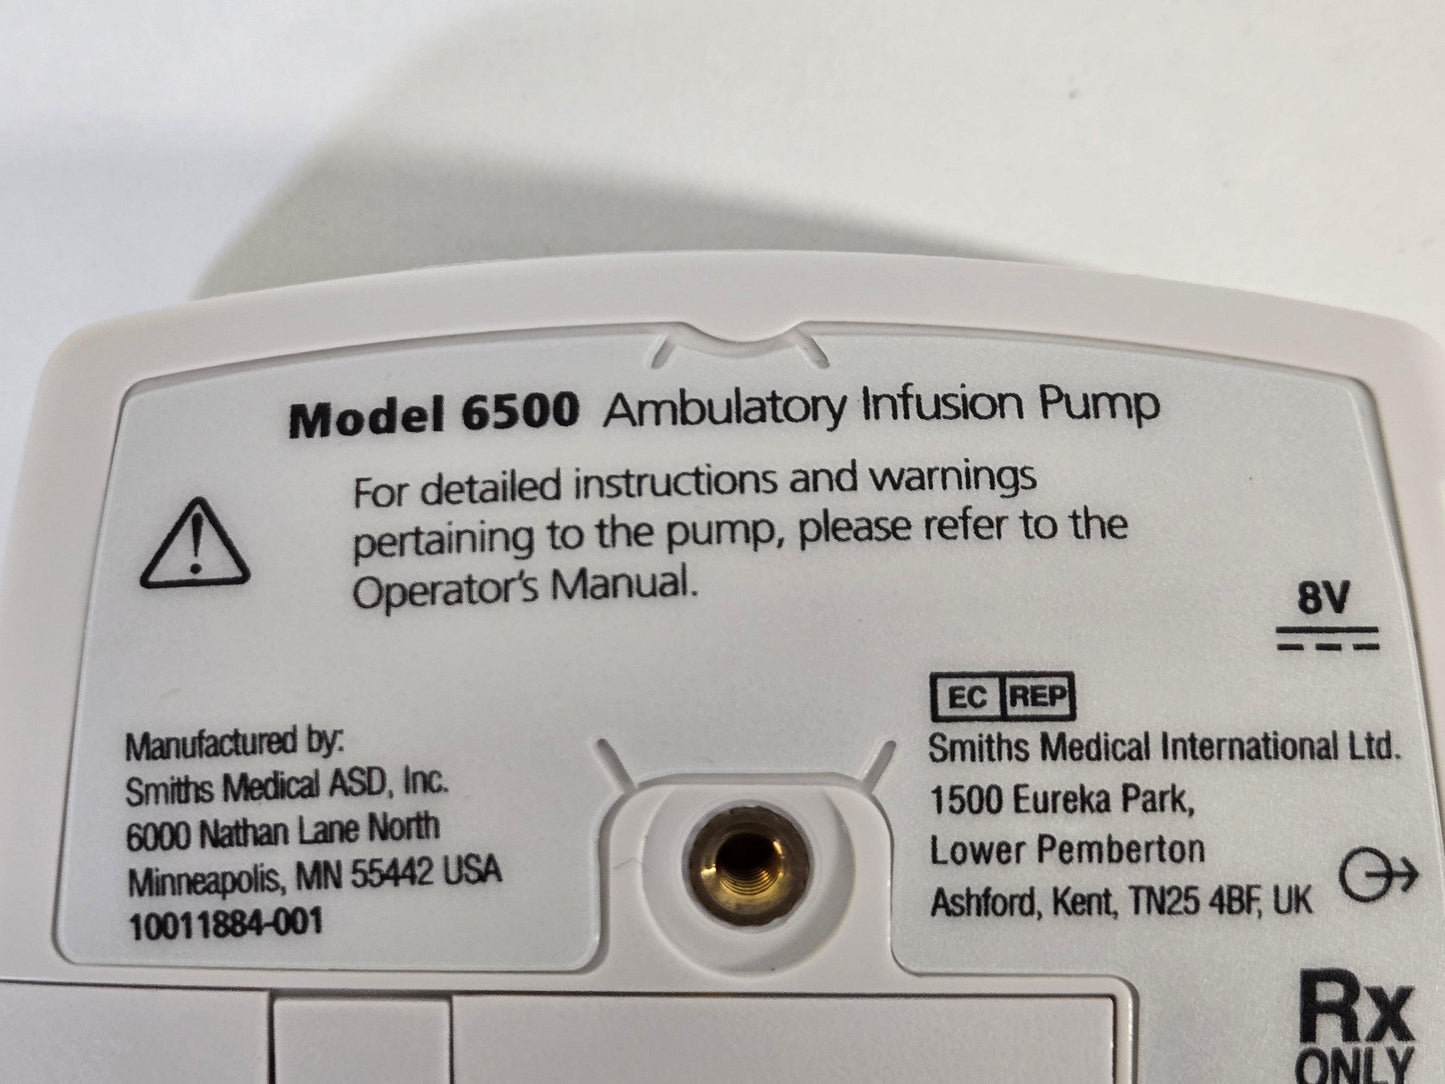 Model 6500 Ambulatory Infusion Pump
For detailed instructions and warnings
pertaining to the pump, please refer to the
Operator's Manual.
8V
EC REP
Manufactured by:
Smiths Medical ASD, Inc.
6000 Nathan Lane North
Minneapolis, MN 55442 USA
10011884-001
Smiths Medical International Ltd.
1500 Eureka Park,
Lower Pemberton
Ashford, Kent, TN25 4BF, UK
Rx
ONLY